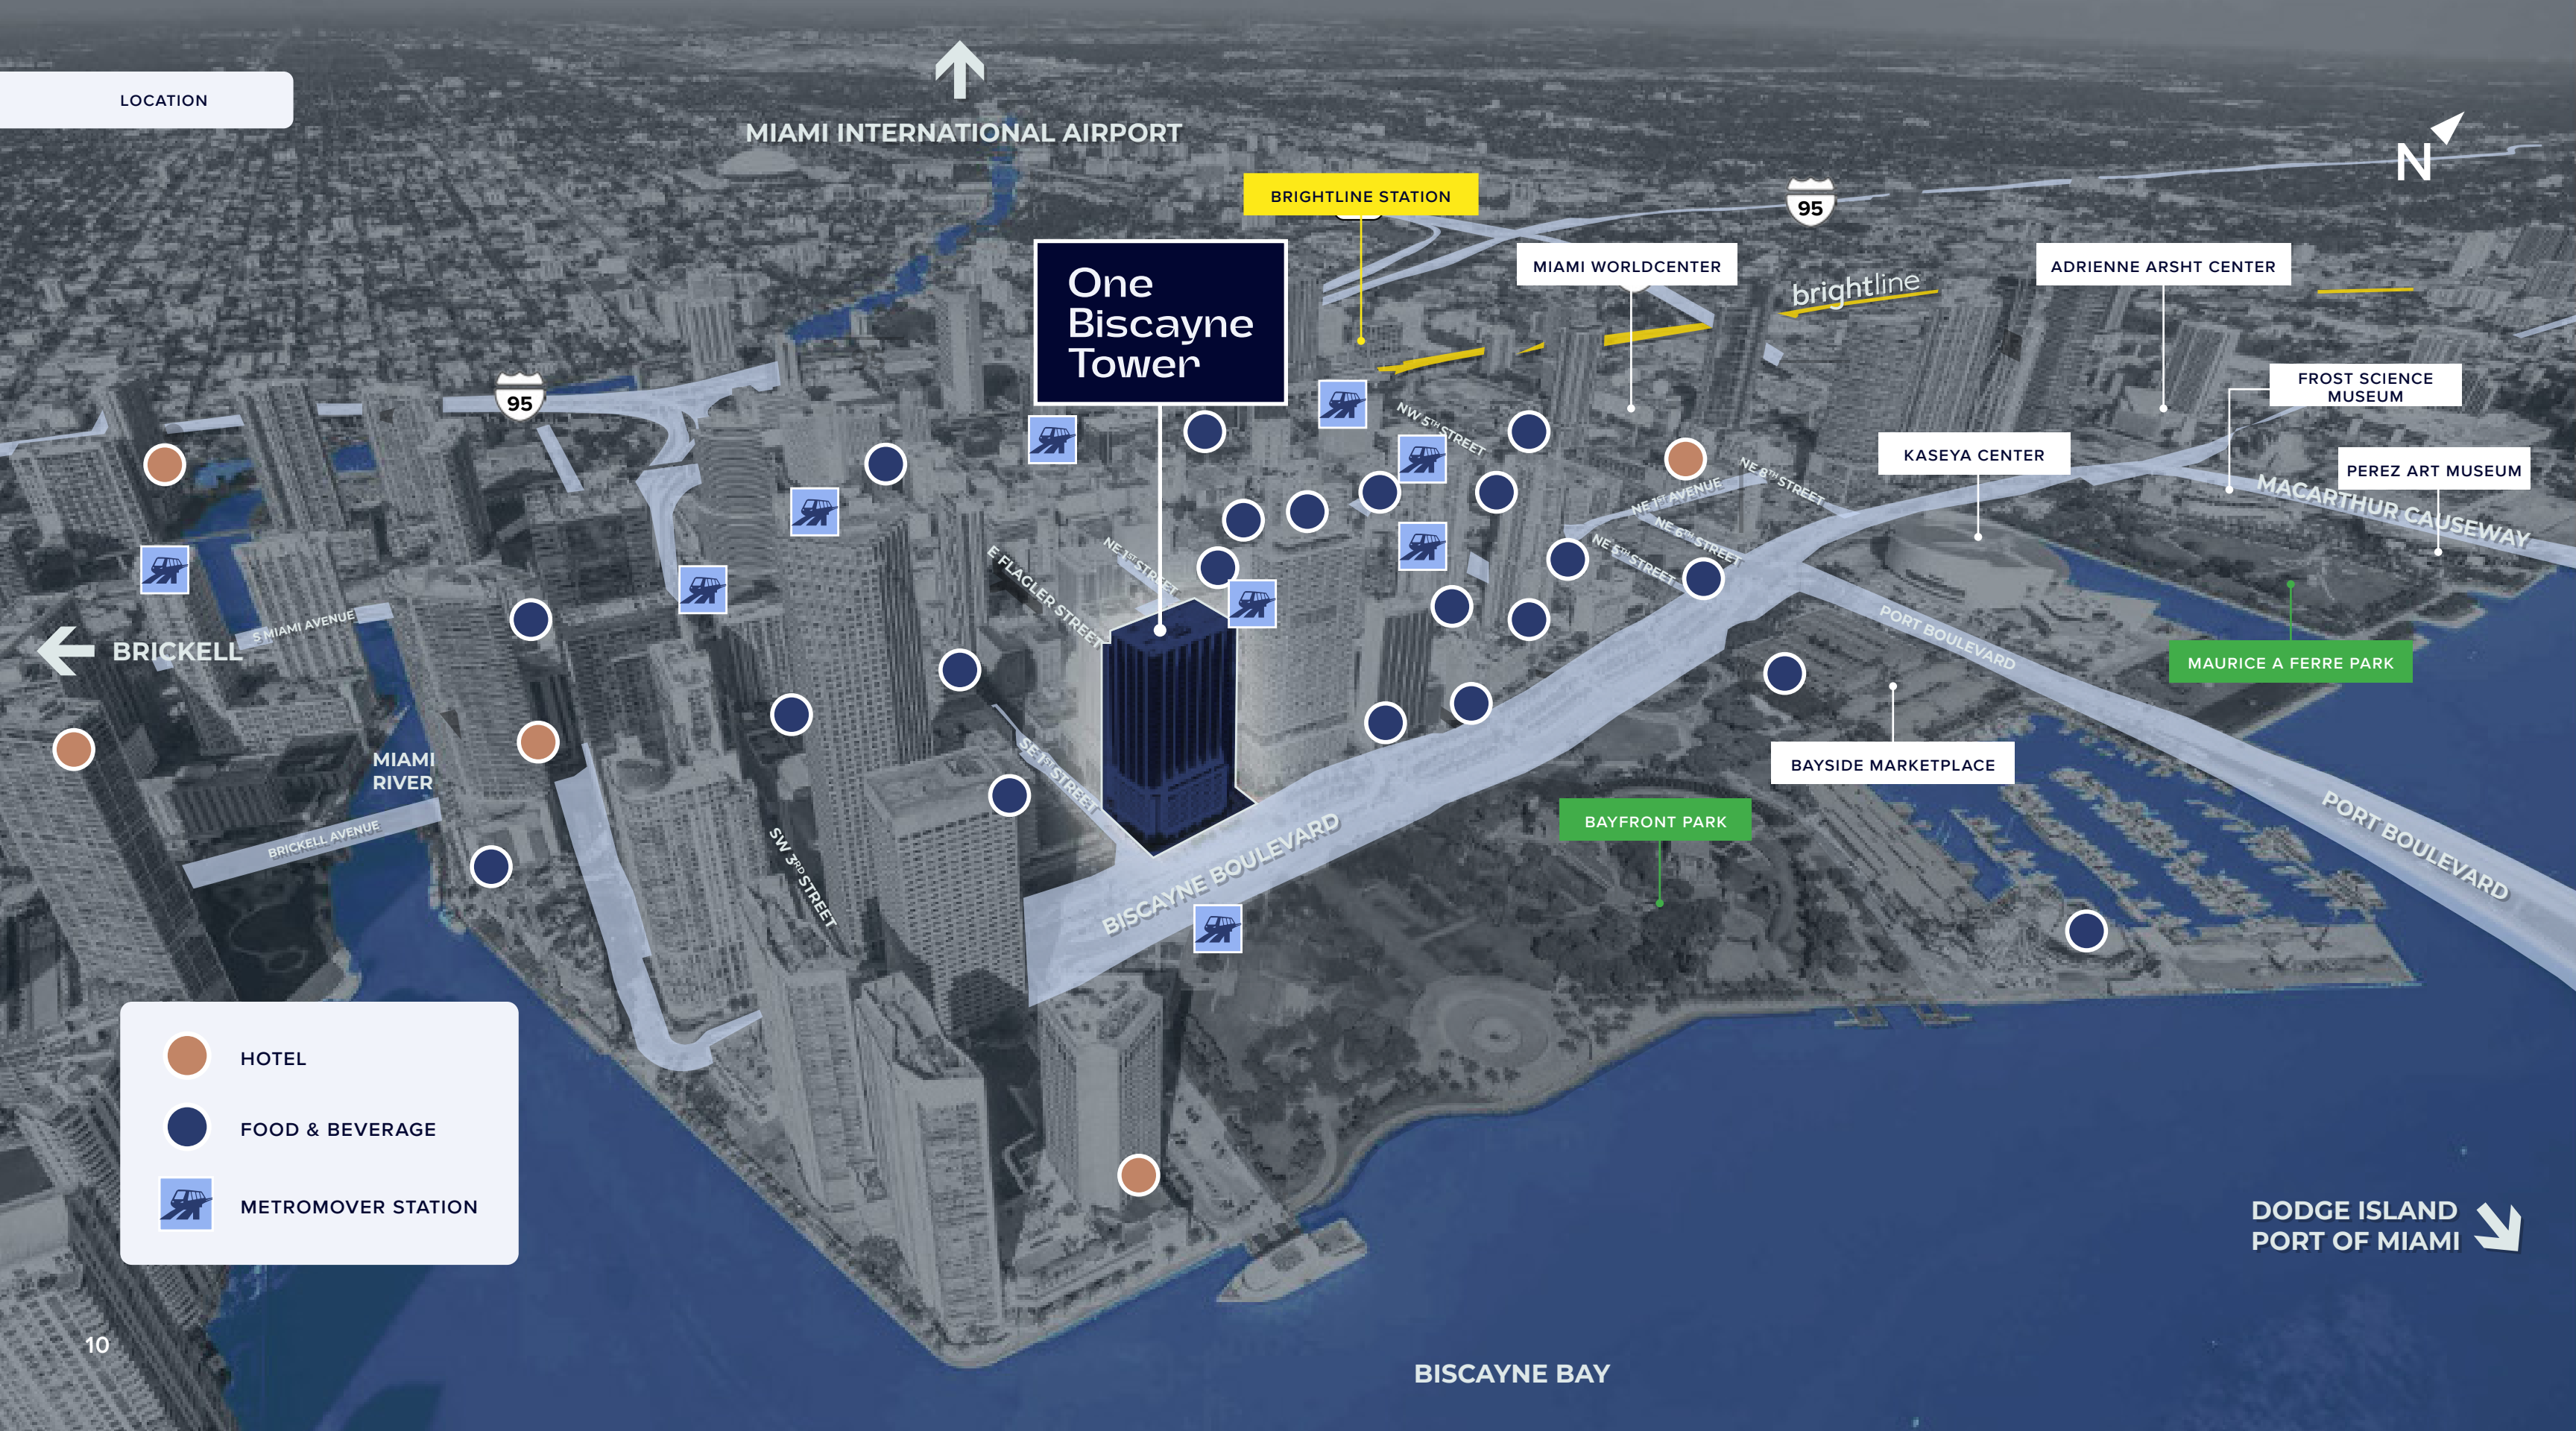 LOCATION
MIAMI INTERNATIONAL AIRPORT
N
BRIGHTLINE STATION
95
One
Biscayne
Tower
MIAMI WORLDCENTER
brightline
ADRIENNE ARSHT CENTER
95
FROST SCIENCE
MUSEUM
NW 5TH STREET
KASEYA CENTER
PEREZ ART MUSEUM
NE 8TH STREET
NE 1ST AVENUE
MACARTHUR CAUSEWAY
NE 6TH STREET
NE 5TH STREET
NE 1ST STREET
E FLAGLER STREET
S MIAMI AVENUE
BRICKELL
PORT BOULEVARD
MAURICE A FERRE PARK
MIAMI
RIVER
SE 1ST STREET
BAYSIDE MARKETPLACE
BRICKELL AVENUE
BAYFRONT PARK
PORT BOULEVARD
SW 3RD STREET
BISCAYNE BOULEVARD
HOTEL
FOOD & BEVERAGE
METROMOVER STATION
DODGE ISLAND
PORT OF MIAMI
10
BISCAYNE BAY